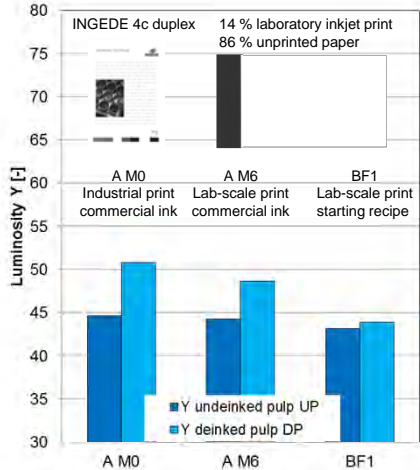 INGEDE 4c duplex
14 % laboratory inkjet print
86 % unprinted paper
A M0
Industrial print
commercial ink
A M6
Lab-scale print
commercial ink
BF1
Lab-scale print
starting recipe
Luminosity Y [-]
80
75
70
65
60
55
50
45
40
35
30
Y undeinked pulp UP
Y deinked pulp DP
A M0
A M6
BF1